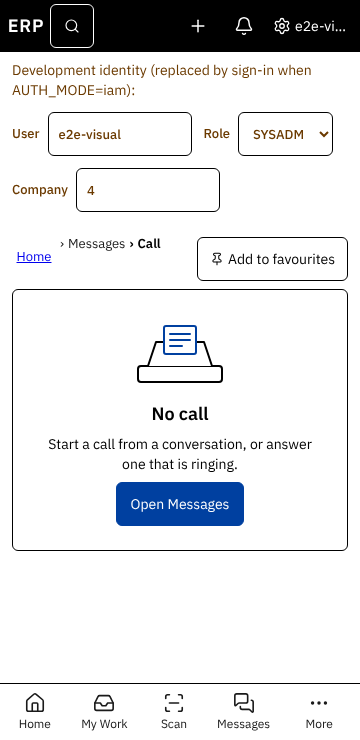 ERP e2e-vi...
Development identity (replaced by sign-in when
AUTH_MODE=iam):
User e2e-visual Role SYSADM
Company 4
Home › Messages › Call Add to favourites
No call
Start a call from a conversation, or answer
one that is ringing.
Open Messages
Home My Work Scan Messages More